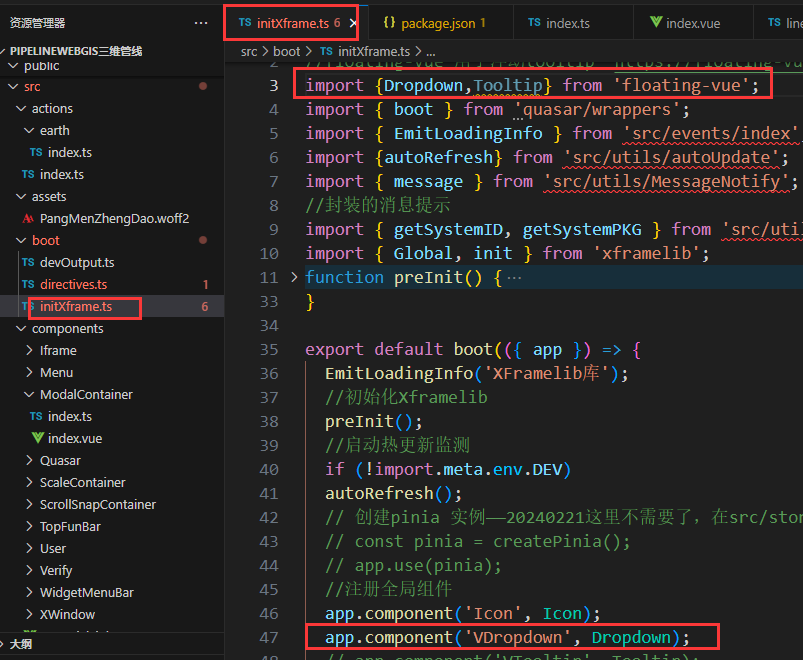 资源管理器
PIPELINEWEBGIS三维管线
public
src
actions
earth
TS index.ts
TS index.ts
assets
PangMenZhengDao.woff2
boot
TS devOutput.ts
TS directives.ts 1
TS initXframe.ts 6
components
Iframe
Menu
ModalContainer
TS index.ts
index.vue
Quasar
ScaleContainer
ScrollSnapContainer
TopFunBar
User
Verify
WidgetMenuBar
XWindow
大纲
TS initXframe.ts 6
{} package.json 1
TS index.ts
index.vue
TS line
src > boot > TS initXframe.ts > ...
2
3 import {Dropdown,Tooltip} from 'floating-vue';
4 import { boot } from 'quasar/wrappers';
5 import { EmitLoadingInfo } from 'src/events/index'
6 import {autoRefresh} from 'src/utils/autoUpdate';
7 import { message } from 'src/utils/MessageNotify';
8 //封装的消息提示
9 import { getSystemID, getSystemPKG } from 'src/uti
10 import { Global, init } from 'xframelib';
11 function preInit() { ...
33 }
34
35 export default boot(({ app }) => {
36 EmitLoadingInfo('XFramelib库');
37 //初始化Xframelib
38 preInit();
39 //启动热更新监测
40 if (!import.meta.env.DEV)
41 autoRefresh();
42 // 创建pinia 实例——20240221这里不需要了，在src/stor
43 // const pinia = createPinia();
44 // app.use(pinia);
45 //注册全局组件
46 app.component('Icon', Icon);
47 app.component('VDropdown', Dropdown);
48 // app.component('VTooltip', Tooltip);